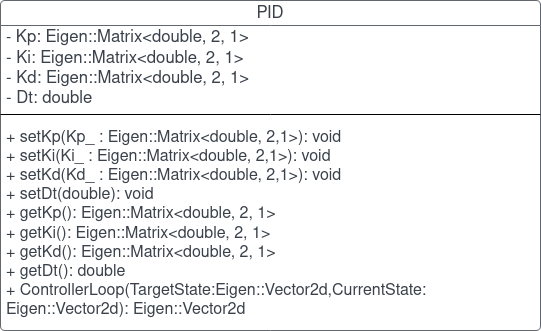 PID
- Kp: Eigen::Matrix<double, 2, 1>
- Ki: Eigen::Matrix<double, 2, 1>
- Kd: Eigen::Matrix<double, 2, 1>
- Dt: double
+ setKp(Kp_ : Eigen::Matrix<double, 2,1>): void
+ setKi(Ki_ : Eigen::Matrix<double, 2,1>): void
+ setKd(Kd_ : Eigen::Matrix<double, 2,1>): void
+ setDt(double): void
+ getKp(): Eigen::Matrix<double, 2, 1>
+ getKi(): Eigen::Matrix<double, 2, 1>
+ getKd(): Eigen::Matrix<double, 2, 1>
+ getDt(): double
+ ControllerLoop(TargetState:Eigen::Vector2d,CurrentState:
Eigen::Vector2d): Eigen::Vector2d